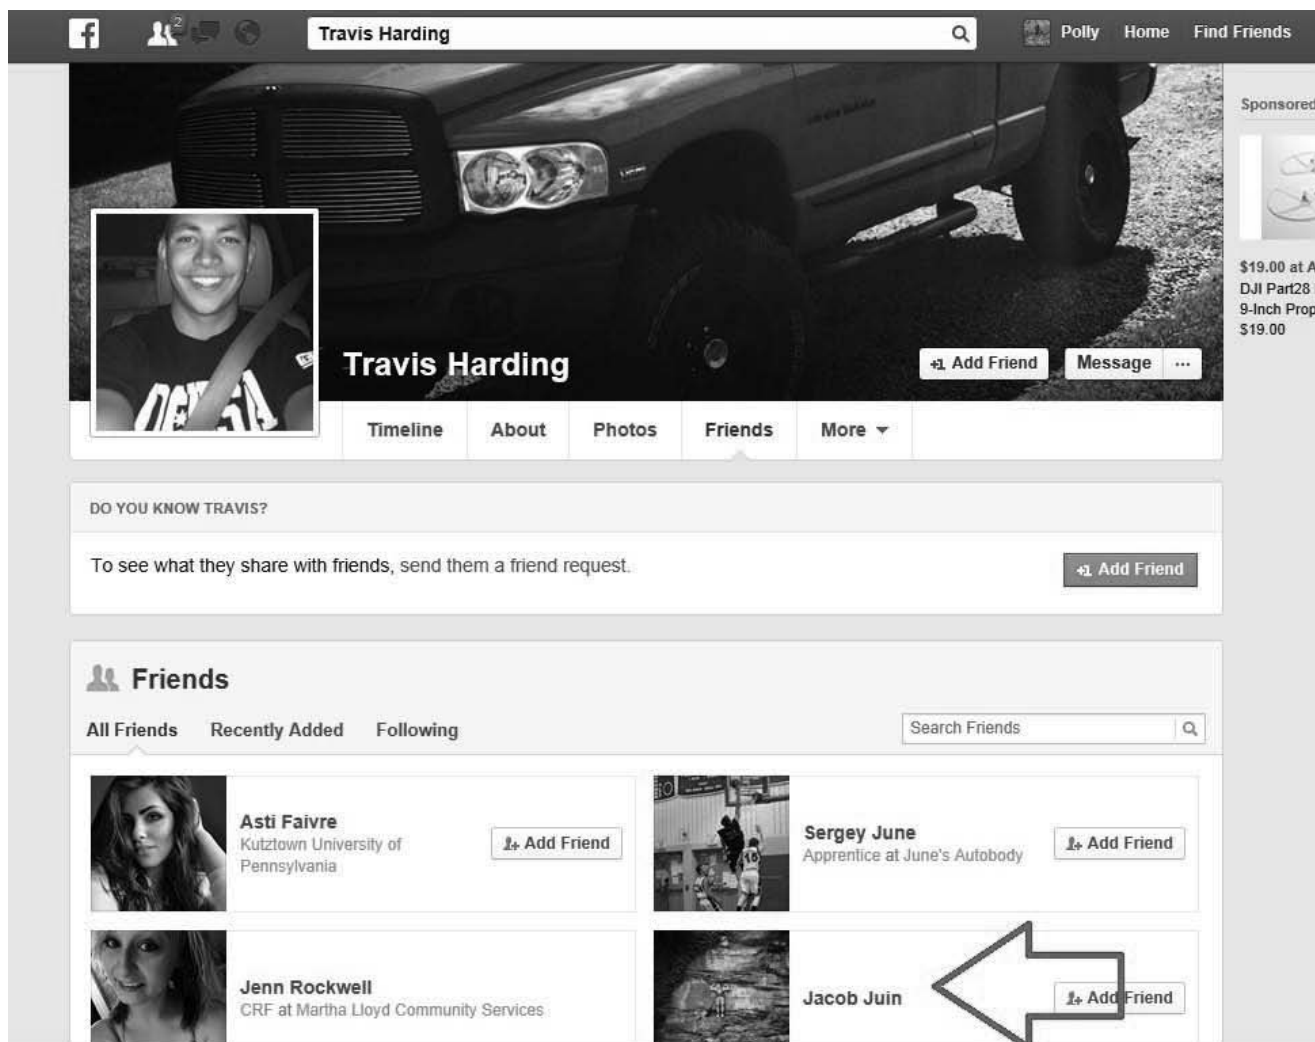 f
2
Travis Harding
Polly Home Find Friends
Sponsored
$19.00 at A
DJI Part28
9-Inch Prop
$19.00
Travis Harding
+1 Add Friend
Message ...
Timeline About Photos Friends More
DO YOU KNOW TRAVIS?
To see what they share with friends, send them a friend request.
+1 Add Friend
Friends
All Friends Recently Added Following
Search Friends
Asti Faivre
Kutztown University of
Pennsylvania
Add Friend
Sergey June
Apprentice at June's Autobody
Add Friend
Jenn Rockwell
CRF at Martha Lloyd Community Services
Jacob Juin
Add Friend